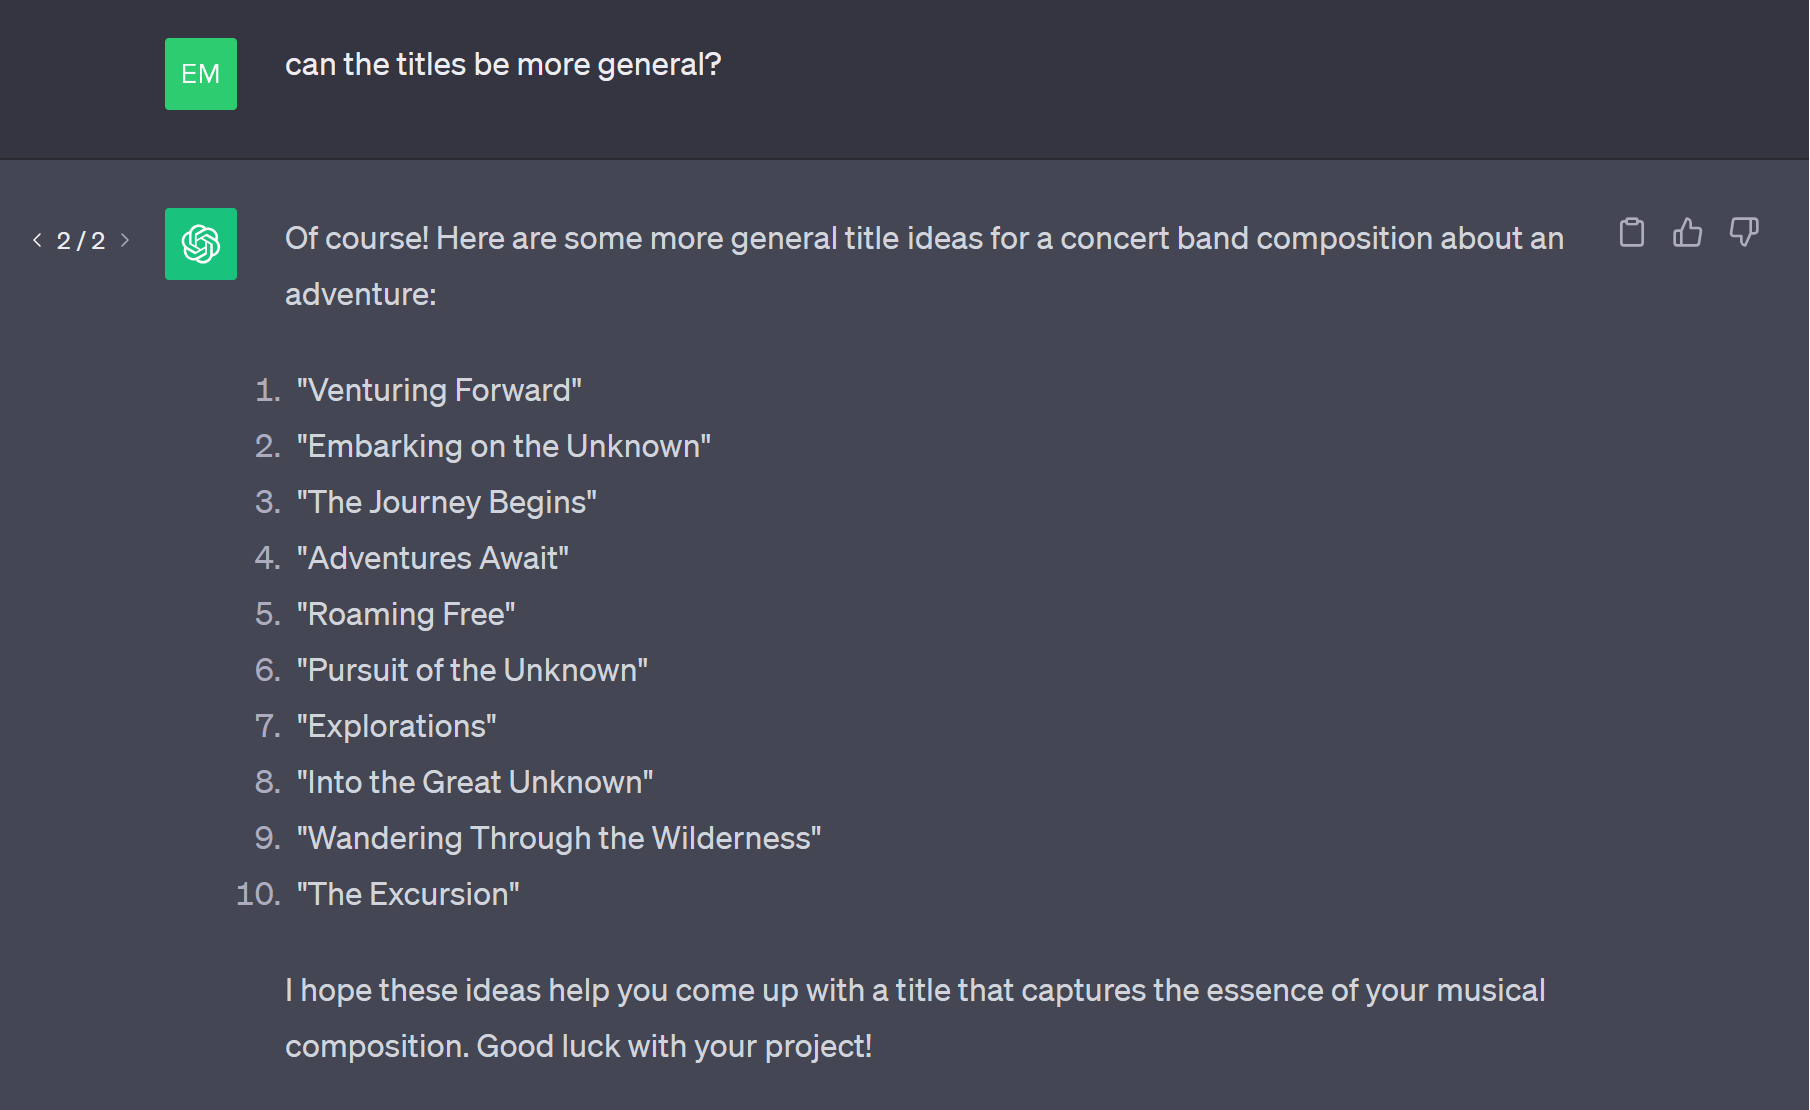 EM
can the titles be more general?
< 2 / 2 >
Of course! Here are some more general title ideas for a concert band composition about an
adventure:
1. "Venturing Forward"
2. "Embarking on the Unknown"
3. "The Journey Begins"
4. "Adventures Await"
5. "Roaming Free"
6. "Pursuit of the Unknown"
7. "Explorations"
8. "Into the Great Unknown"
9. "Wandering Through the Wilderness"
10. "The Excursion"
I hope these ideas help you come up with a title that captures the essence of your musical
composition. Good luck with your project!